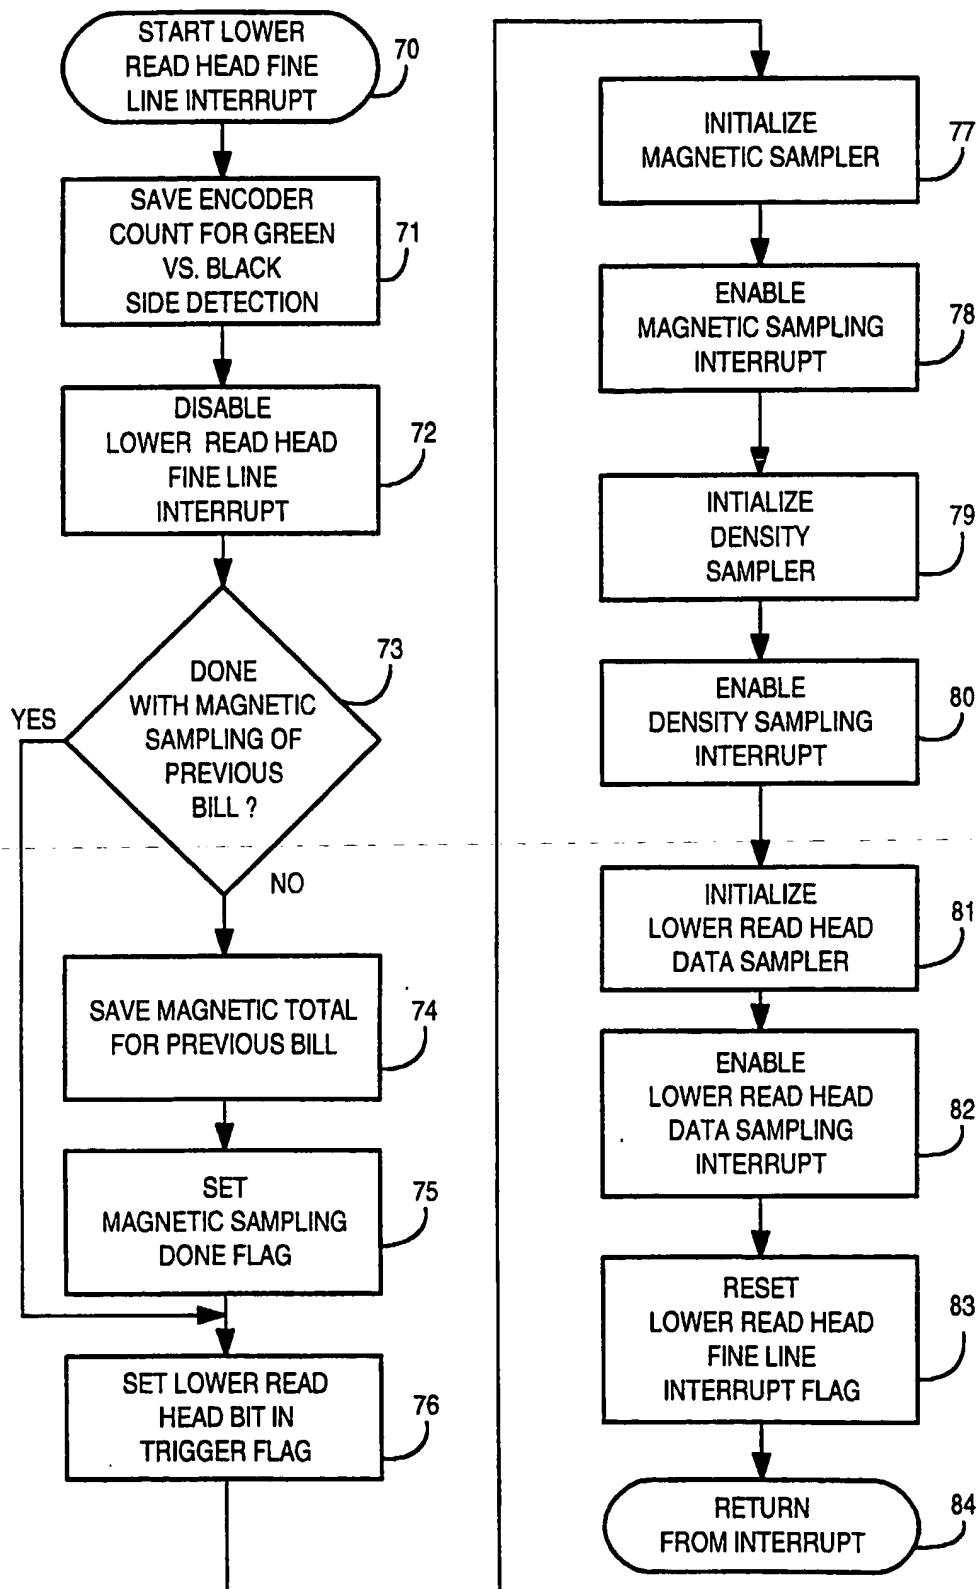 START LOWER
READ HEAD FINE
LINE INTERRUPT
70
SAVE ENCODER
COUNT FOR GREEN
VS. BLACK
SIDE DETECTION
71
DISABLE
LOWER READ HEAD
FINE LINE
INTERRUPT
72
DONE
WITH MAGNETIC
SAMPLING OF
PREVIOUS
BILL ?
73
YES
NO
SAVE MAGNETIC TOTAL
FOR PREVIOUS BILL
74
SET
MAGNETIC SAMPLING
DONE FLAG
75
SET LOWER READ
HEAD BIT IN
TRIGGER FLAG
76
INITIALIZE
MAGNETIC SAMPLER
77
ENABLE
MAGNETIC SAMPLING
INTERRUPT
78
INTIALIZE
DENSITY
SAMPLER
79
ENABLE
DENSITY SAMPLING
INTERRUPT
80
INITIALIZE
LOWER READ HEAD
DATA SAMPLER
81
ENABLE
LOWER READ HEAD
DATA SAMPLING
INTERRUPT
82
RESET
LOWER READ HEAD
FINE LINE
INTERRUPT FLAG
83
RETURN
FROM INTERRUPT
84